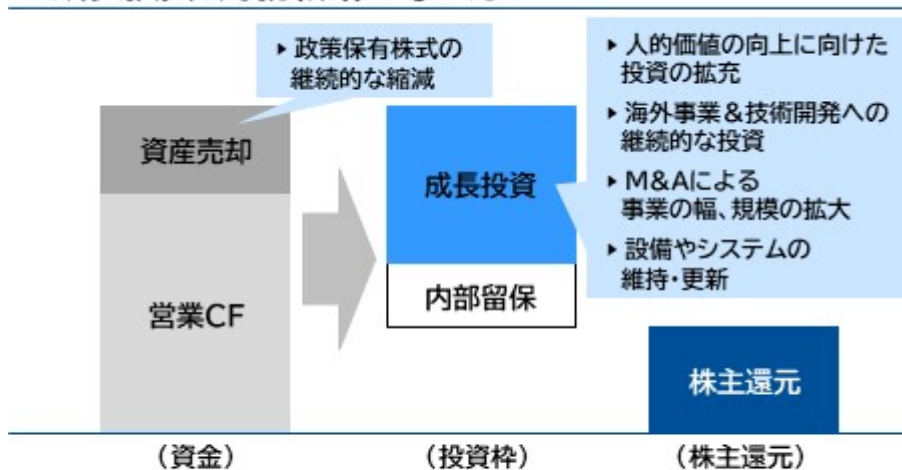 ▶ 政策保有株式の
継続的な縮減
▶ 人的価値の向上に向けた
投資の拡充
▶ 海外事業＆技術開発への
継続的な投資
▶ M&Aによる
事業の幅、規模の拡大
▶ 設備やシステムの
維持・更新
資産売却
営業CF
成長投資
内部留保
株主還元
（資金）
（投資枠）
（株主還元）